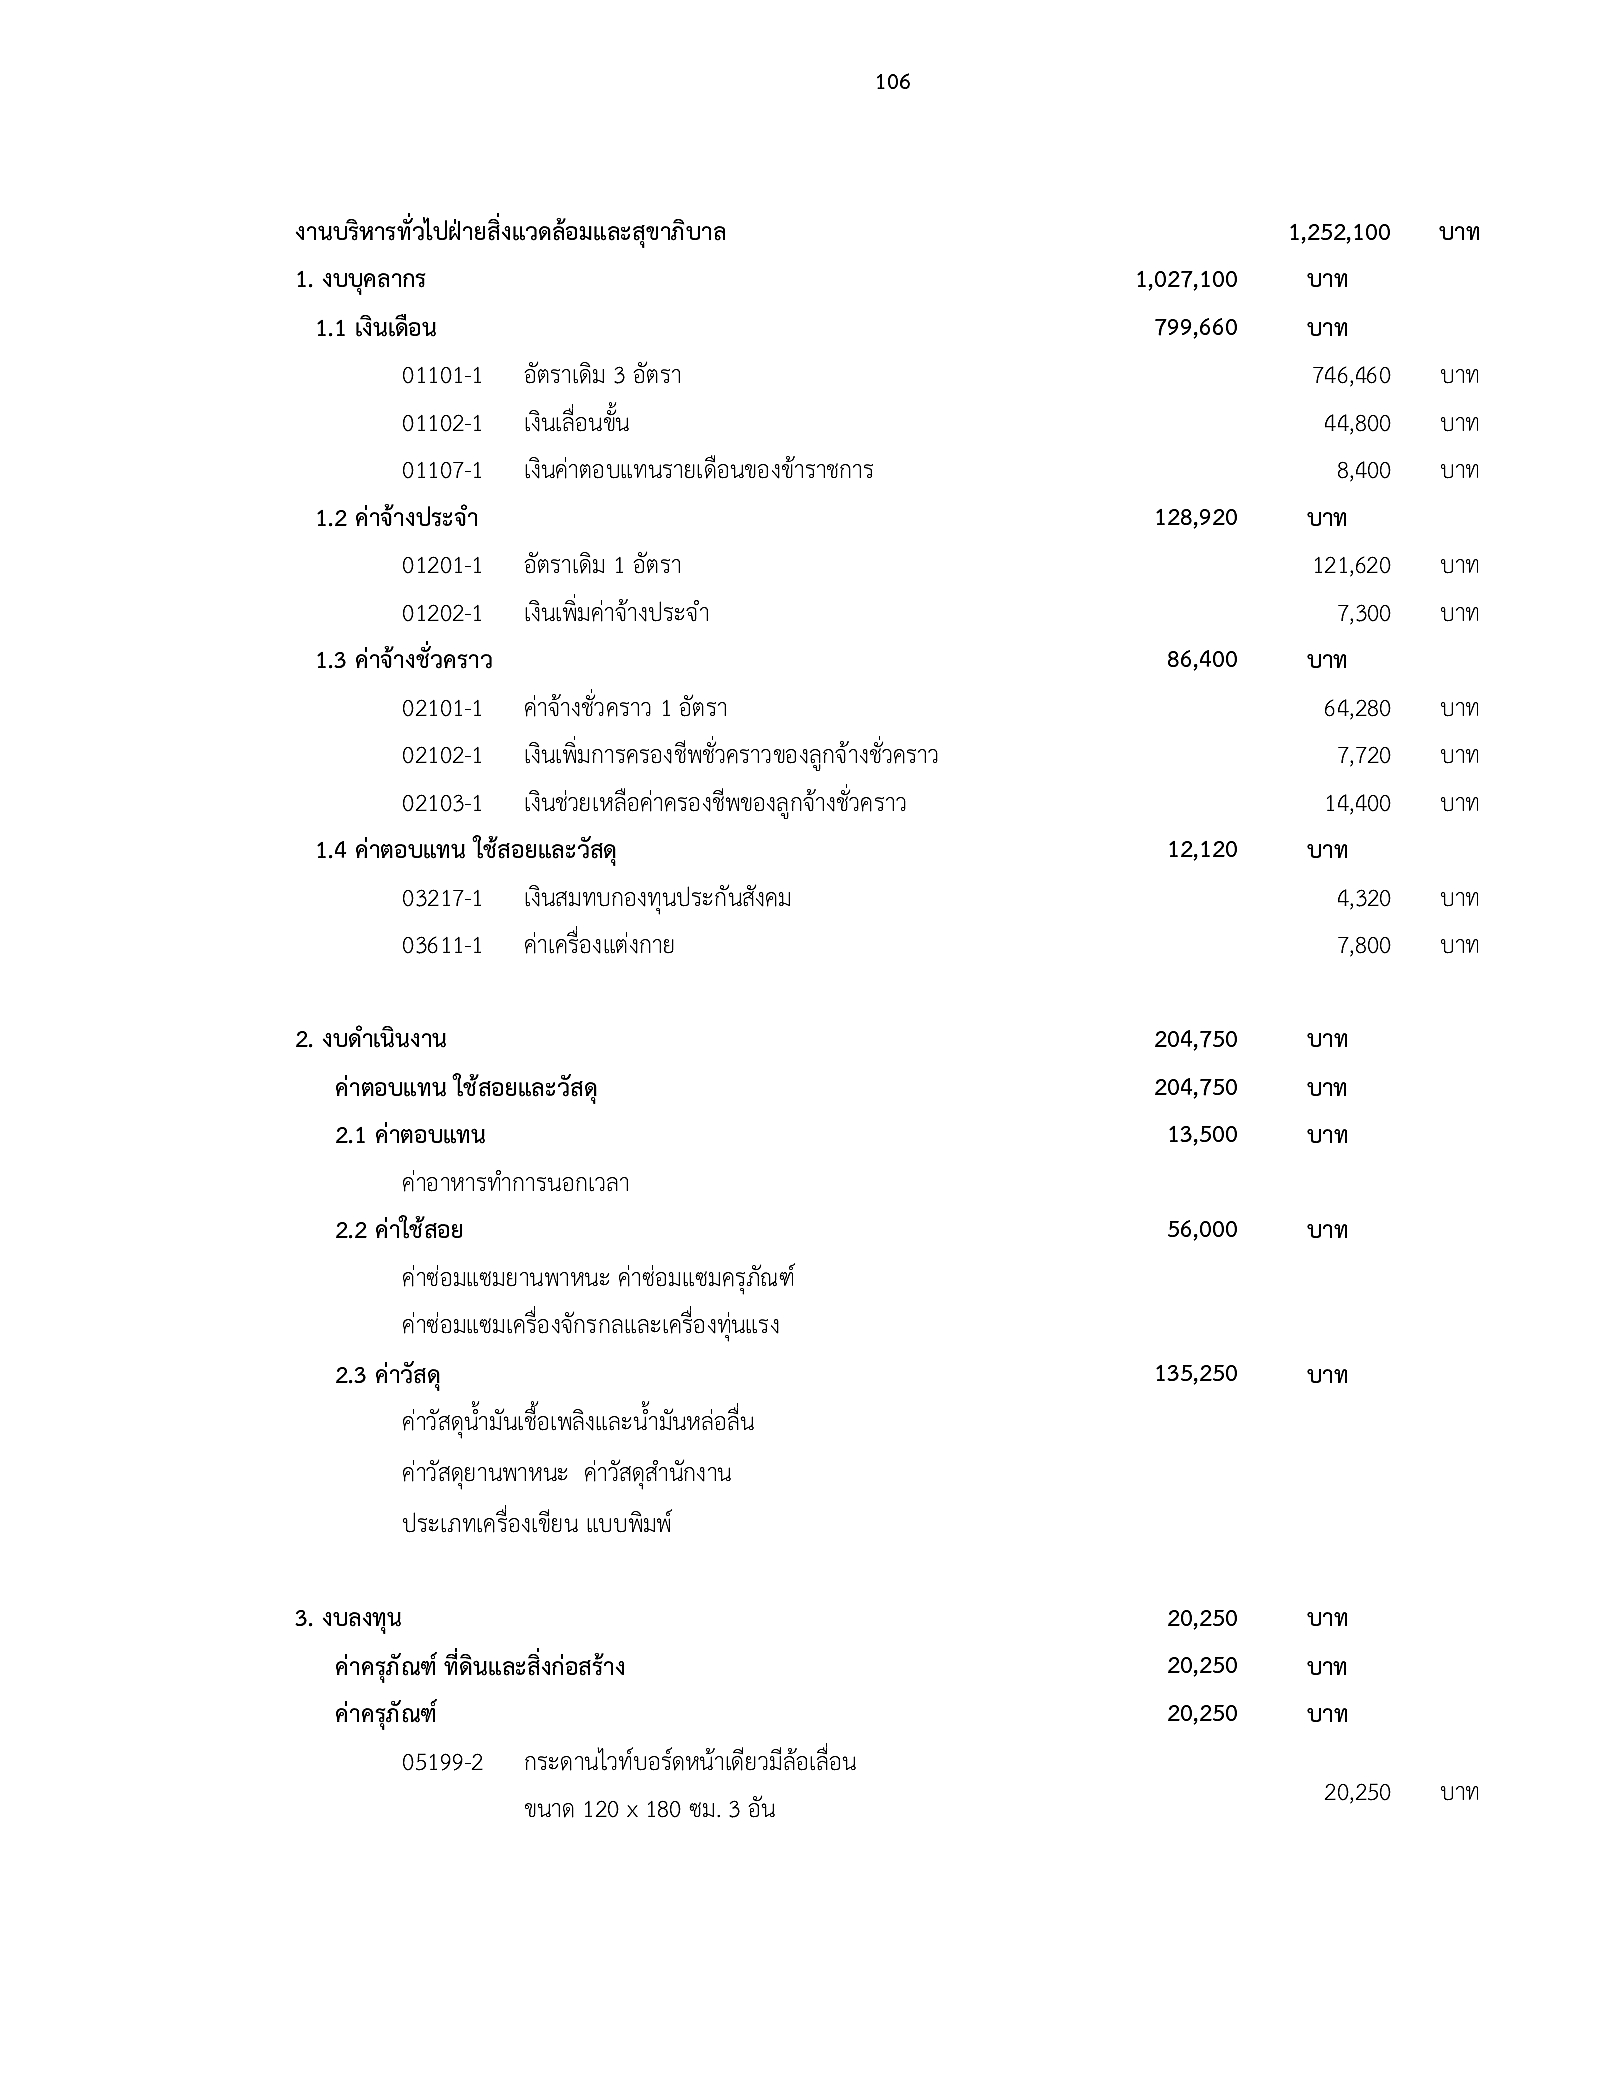 106
งานบริหารทั่วไปฝ่ายสิ่งแวดล้อมและสุขาภิบาล 1,252,100 บาท
1. งบบุคลากร 1,027,100 บาท
1.1 เงินเดือน 799,660 บาท
01101-1 อัตราเดิม 3 อัตรา 746,460 บาท
01102-1 เงินเลื่อนขั้น 44,800 บาท
01107-1 เงินค่าตอบแทนรายเดือนของข้าราชการ 8,400 บาท
1.2 ค่าจ้างประจำ 128,920 บาท
01201-1 อัตราเดิม 1 อัตรา 121,620 บาท
01202-1 เงินเพิ่มค่าจ้างประจำ 7,300 บาท
1.3 ค่าจ้างชั่วคราว 86,400 บาท
02101-1 ค่าจ้างชั่วคราว 1 อัตรา 64,280 บาท
02102-1 เงินเพิ่มการครองชีพชั่วคราวของลูกจ้างชั่วคราว 7,720 บาท
02103-1 เงินช่วยเหลือค่าครองชีพของลูกจ้างชั่วคราว 14,400 บาท
1.4 ค่าตอบแทน ใช้สอยและวัสดุ 12,120 บาท
03217-1 เงินสมทบกองทุนประกันสังคม 4,320 บาท
03611-1 ค่าเครื่องแต่งกาย 7,800 บาท
2. งบดำเนินงาน 204,750 บาท
ค่าตอบแทน ใช้สอยและวัสดุ 204,750 บาท
2.1 ค่าตอบแทน 13,500 บาท
ค่าอาหารทำการนอกเวลา
2.2 ค่าใช้สอย 56,000 บาท
ค่าซ่อมแซมยานพาหนะ ค่าซ่อมแซมครุภัณฑ์
ค่าซ่อมแซมเครื่องจักรกลและเครื่องทุ่นแรง
2.3 ค่าวัสดุ 135,250 บาท
ค่าวัสดุน้ำมันเชื้อเพลิงและน้ำมันหล่อลื่น
ค่าวัสดุยานพาหนะ ค่าวัสดุสำนักงาน
ประเภทเครื่องเขียน แบบพิมพ์
3. งบลงทุน 20,250 บาท
ค่าครุภัณฑ์ ที่ดินและสิ่งก่อสร้าง 20,250 บาท
ค่าครุภัณฑ์ 20,250 บาท
05199-2 กระดานไวท์บอร์ดหน้าเดียวมีล้อเลื่อน
ขนาด 120 x 180 ซม. 3 อัน 20,250 บาท